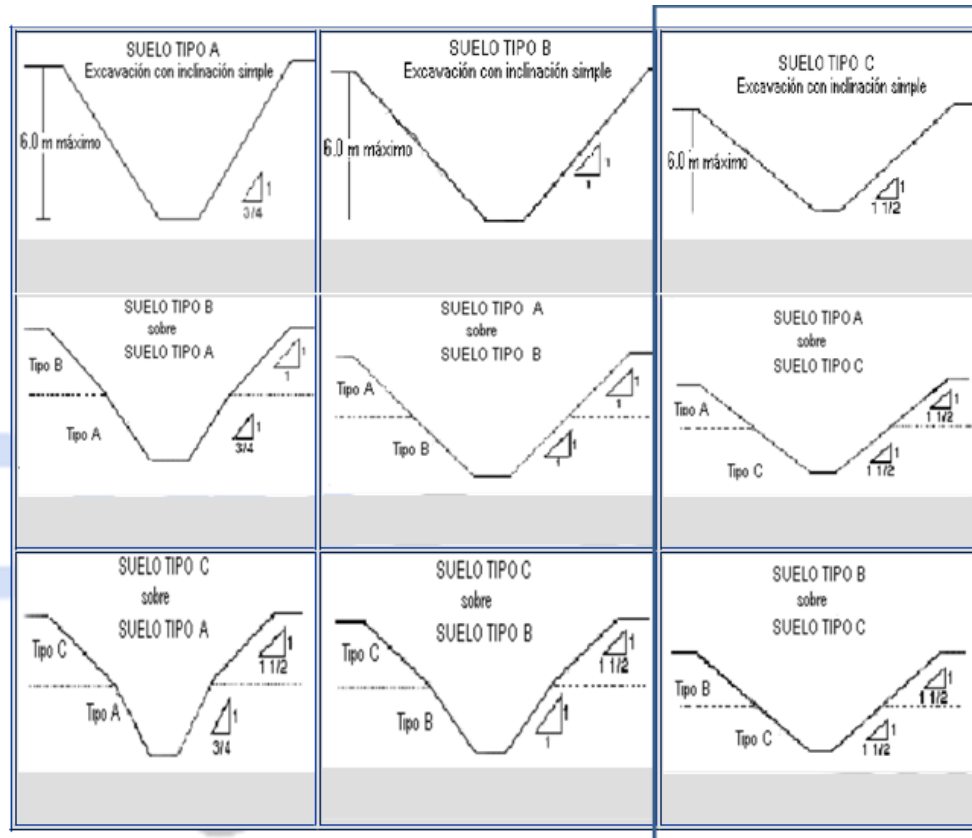 SUELO TIPO A
Excavación con inclinación simple
6.0 m máximo
1
3/4
SUELO TIPO B
Excavación con inclinación simple
6.0 m máximo
1
1
SUELO TIPO C
Excavación con inclinación simple
6.0 m máximo
1
1 1/2
SUELO TIPO B
sobre
SUELO TIPO A
Tipo B
1
1
Tipo A
1
3/4
SUELO TIPO A
sobre
SUELO TIPO B
Tipo A
1
1
Tipo B
1
1
SUELO TIPO A
sobre
SUELO TIPO C
Tipo A
1
1 1/2
Tipo C
1
1 1/2
SUELO TIPO C
sobre
SUELO TIPO A
Tipo C
1
1 1/2
Tipo A
1
3/4
SUELO TIPO C
sobre
SUELO TIPO B
Tipo C
1
1 1/2
Tipo B
1
1
SUELO TIPO B
sobre
SUELO TIPO C
Tipo B
1
1 1/2
Tipo C
1
1 1/2